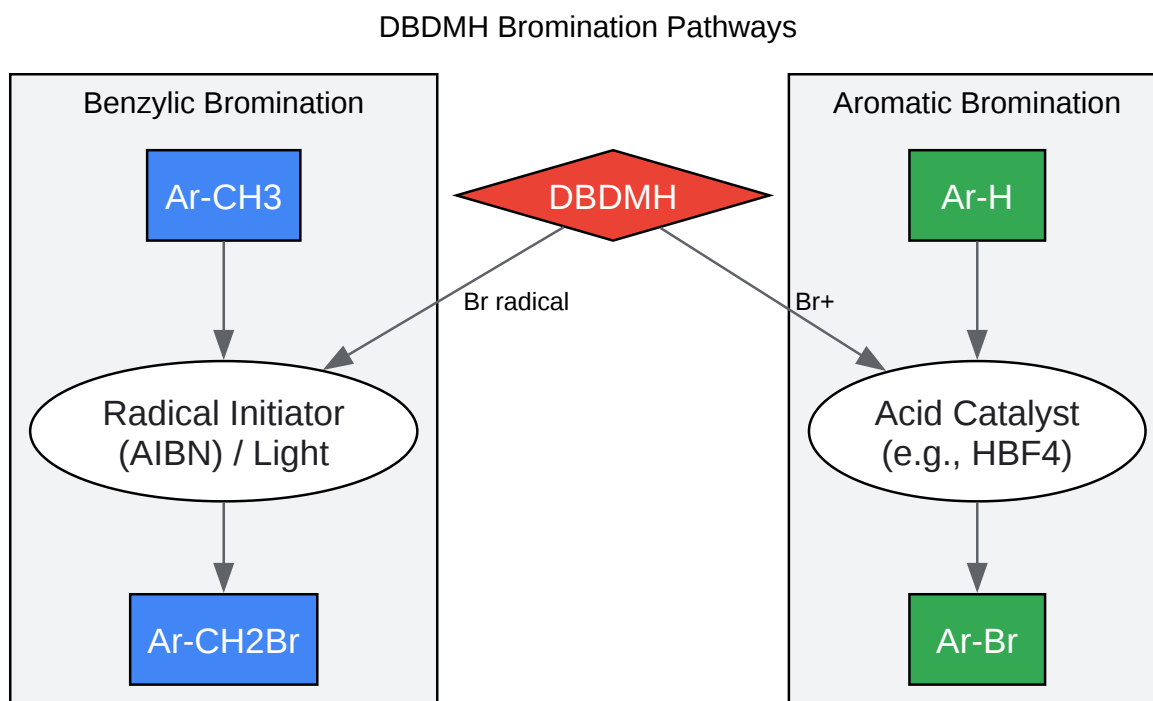 DBDMH Bromination Pathways
Benzylic Bromination
Aromatic Bromination
Ar-CH3
DBDMH
Ar-H
Br radical
Br+
Radical Initiator
(AIBN) / Light
Acid Catalyst
(e.g., HBF4)
Ar-CH2Br
Ar-Br